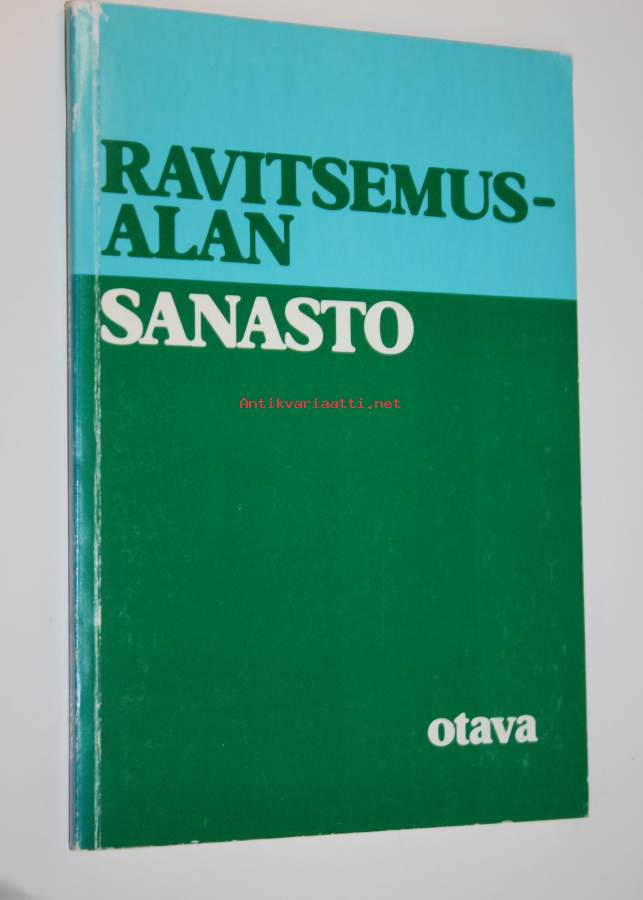 RAVITSEMUS-
ALAN
SANASTO
Antikvariaatti.net
otava